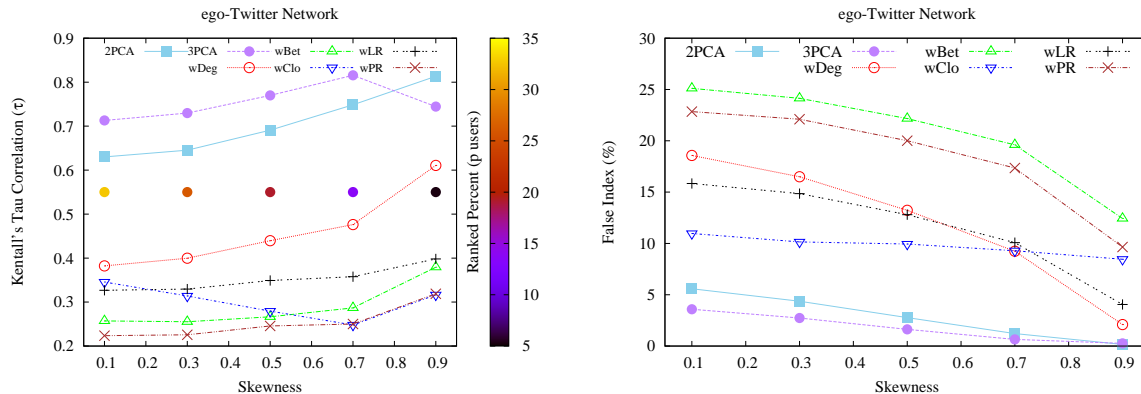 ego-Twitter Network
Kentall's Tau Correlation (τ)
0.9
0.8
0.7
0.6
0.5
0.4
0.3
0.2
2PCA 3PCA wBet wLR
wDeg wClo wPR
0.1 0.2 0.3 0.4 0.5 0.6 0.7 0.8 0.9
Skewness
Ranked Percent (p users)
35
30
25
20
15
10
5
ego-Twitter Network
False Index (%)
30
25
20
15
10
5
0
2PCA 3PCA wBet wLR
wDeg wClo wPR
0.1 0.2 0.3 0.4 0.5 0.6 0.7 0.8 0.9
Skewness